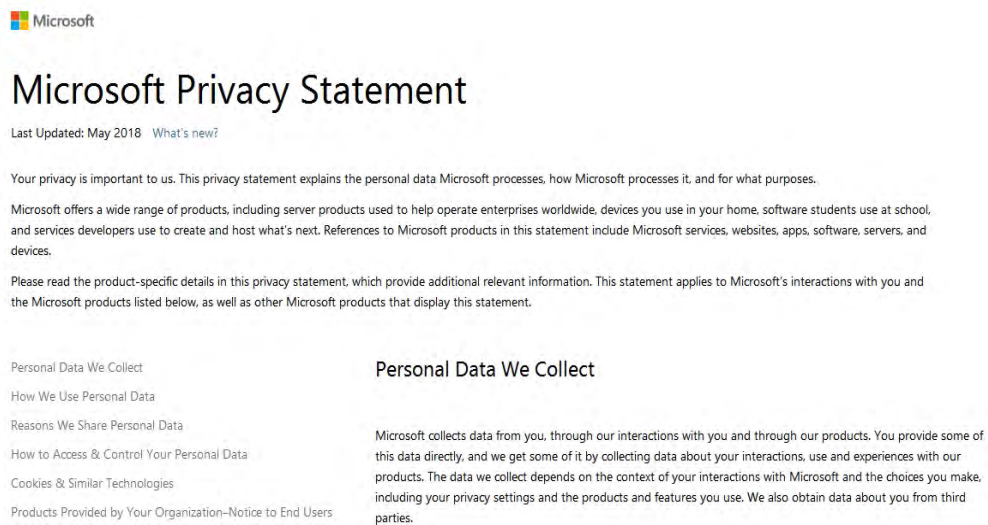 Microsoft
Microsoft Privacy Statement
Last Updated: May 2018 What's new?
Your privacy is important to us. This privacy statement explains the personal data Microsoft processes, how Microsoft processes it, and for what purposes.
Microsoft offers a wide range of products, including server products used to help operate enterprises worldwide, devices you use in your home, software students use at school,
and services developers use to create and host what's next. References to Microsoft products in this statement include Microsoft services, websites, apps, software, servers, and
devices.
Please read the product-specific details in this privacy statement, which provide additional relevant information. This statement applies to Microsoft's interactions with you and
the Microsoft products listed below, as well as other Microsoft products that display this statement.
Personal Data We Collect
How We Use Personal Data
Reasons We Share Personal Data
How to Access & Control Your Personal Data
Cookies & Similar Technologies
Products Provided by Your Organization–Notice to End Users
Personal Data We Collect
Microsoft collects data from you, through our interactions with you and through our products. You provide some of
this data directly, and we get some of it by collecting data about your interactions, use and experiences with our
products. The data we collect depends on the context of your interactions with Microsoft and the choices you make,
including your privacy settings and the products and features you use. We also obtain data about you from third
parties.